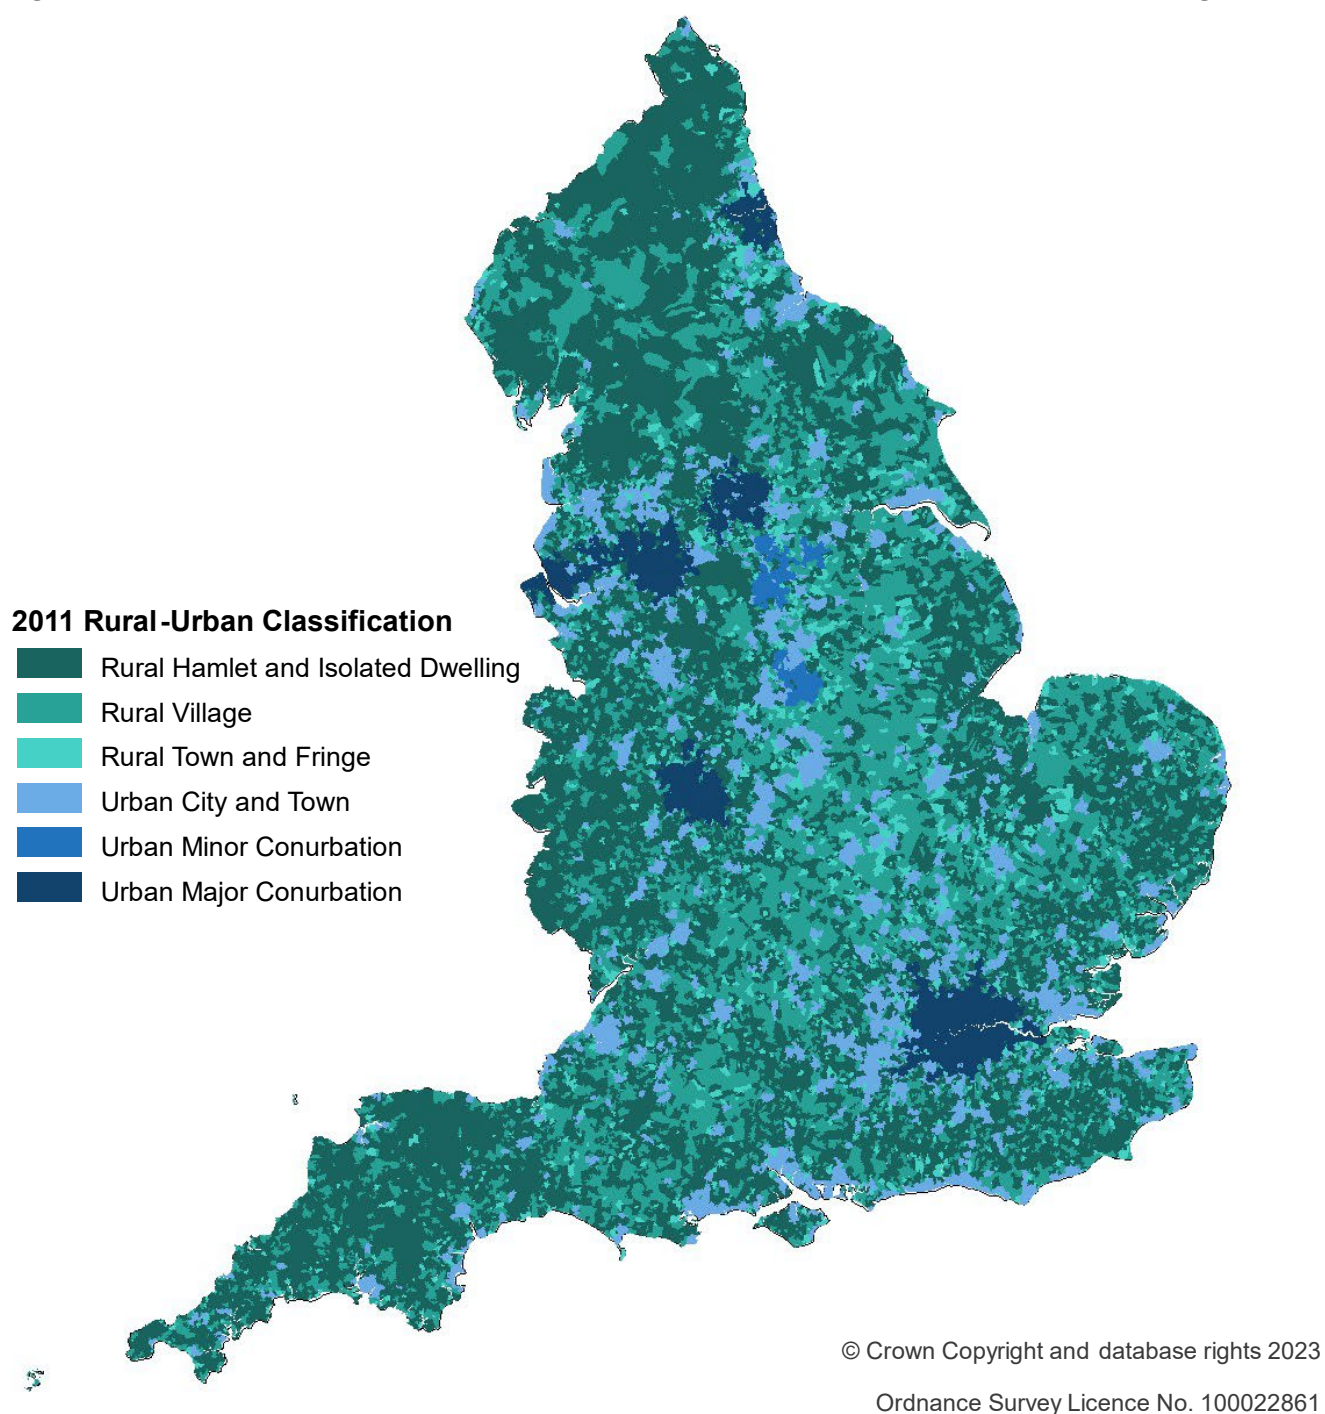 2011 Rural-Urban Classification
Rural Hamlet and Isolated Dwelling
Rural Village
Rural Town and Fringe
Urban City and Town
Urban Minor Conurbation
Urban Major Conurbation
© Crown Copyright and database rights 2023
Ordnance Survey Licence No. 100022861